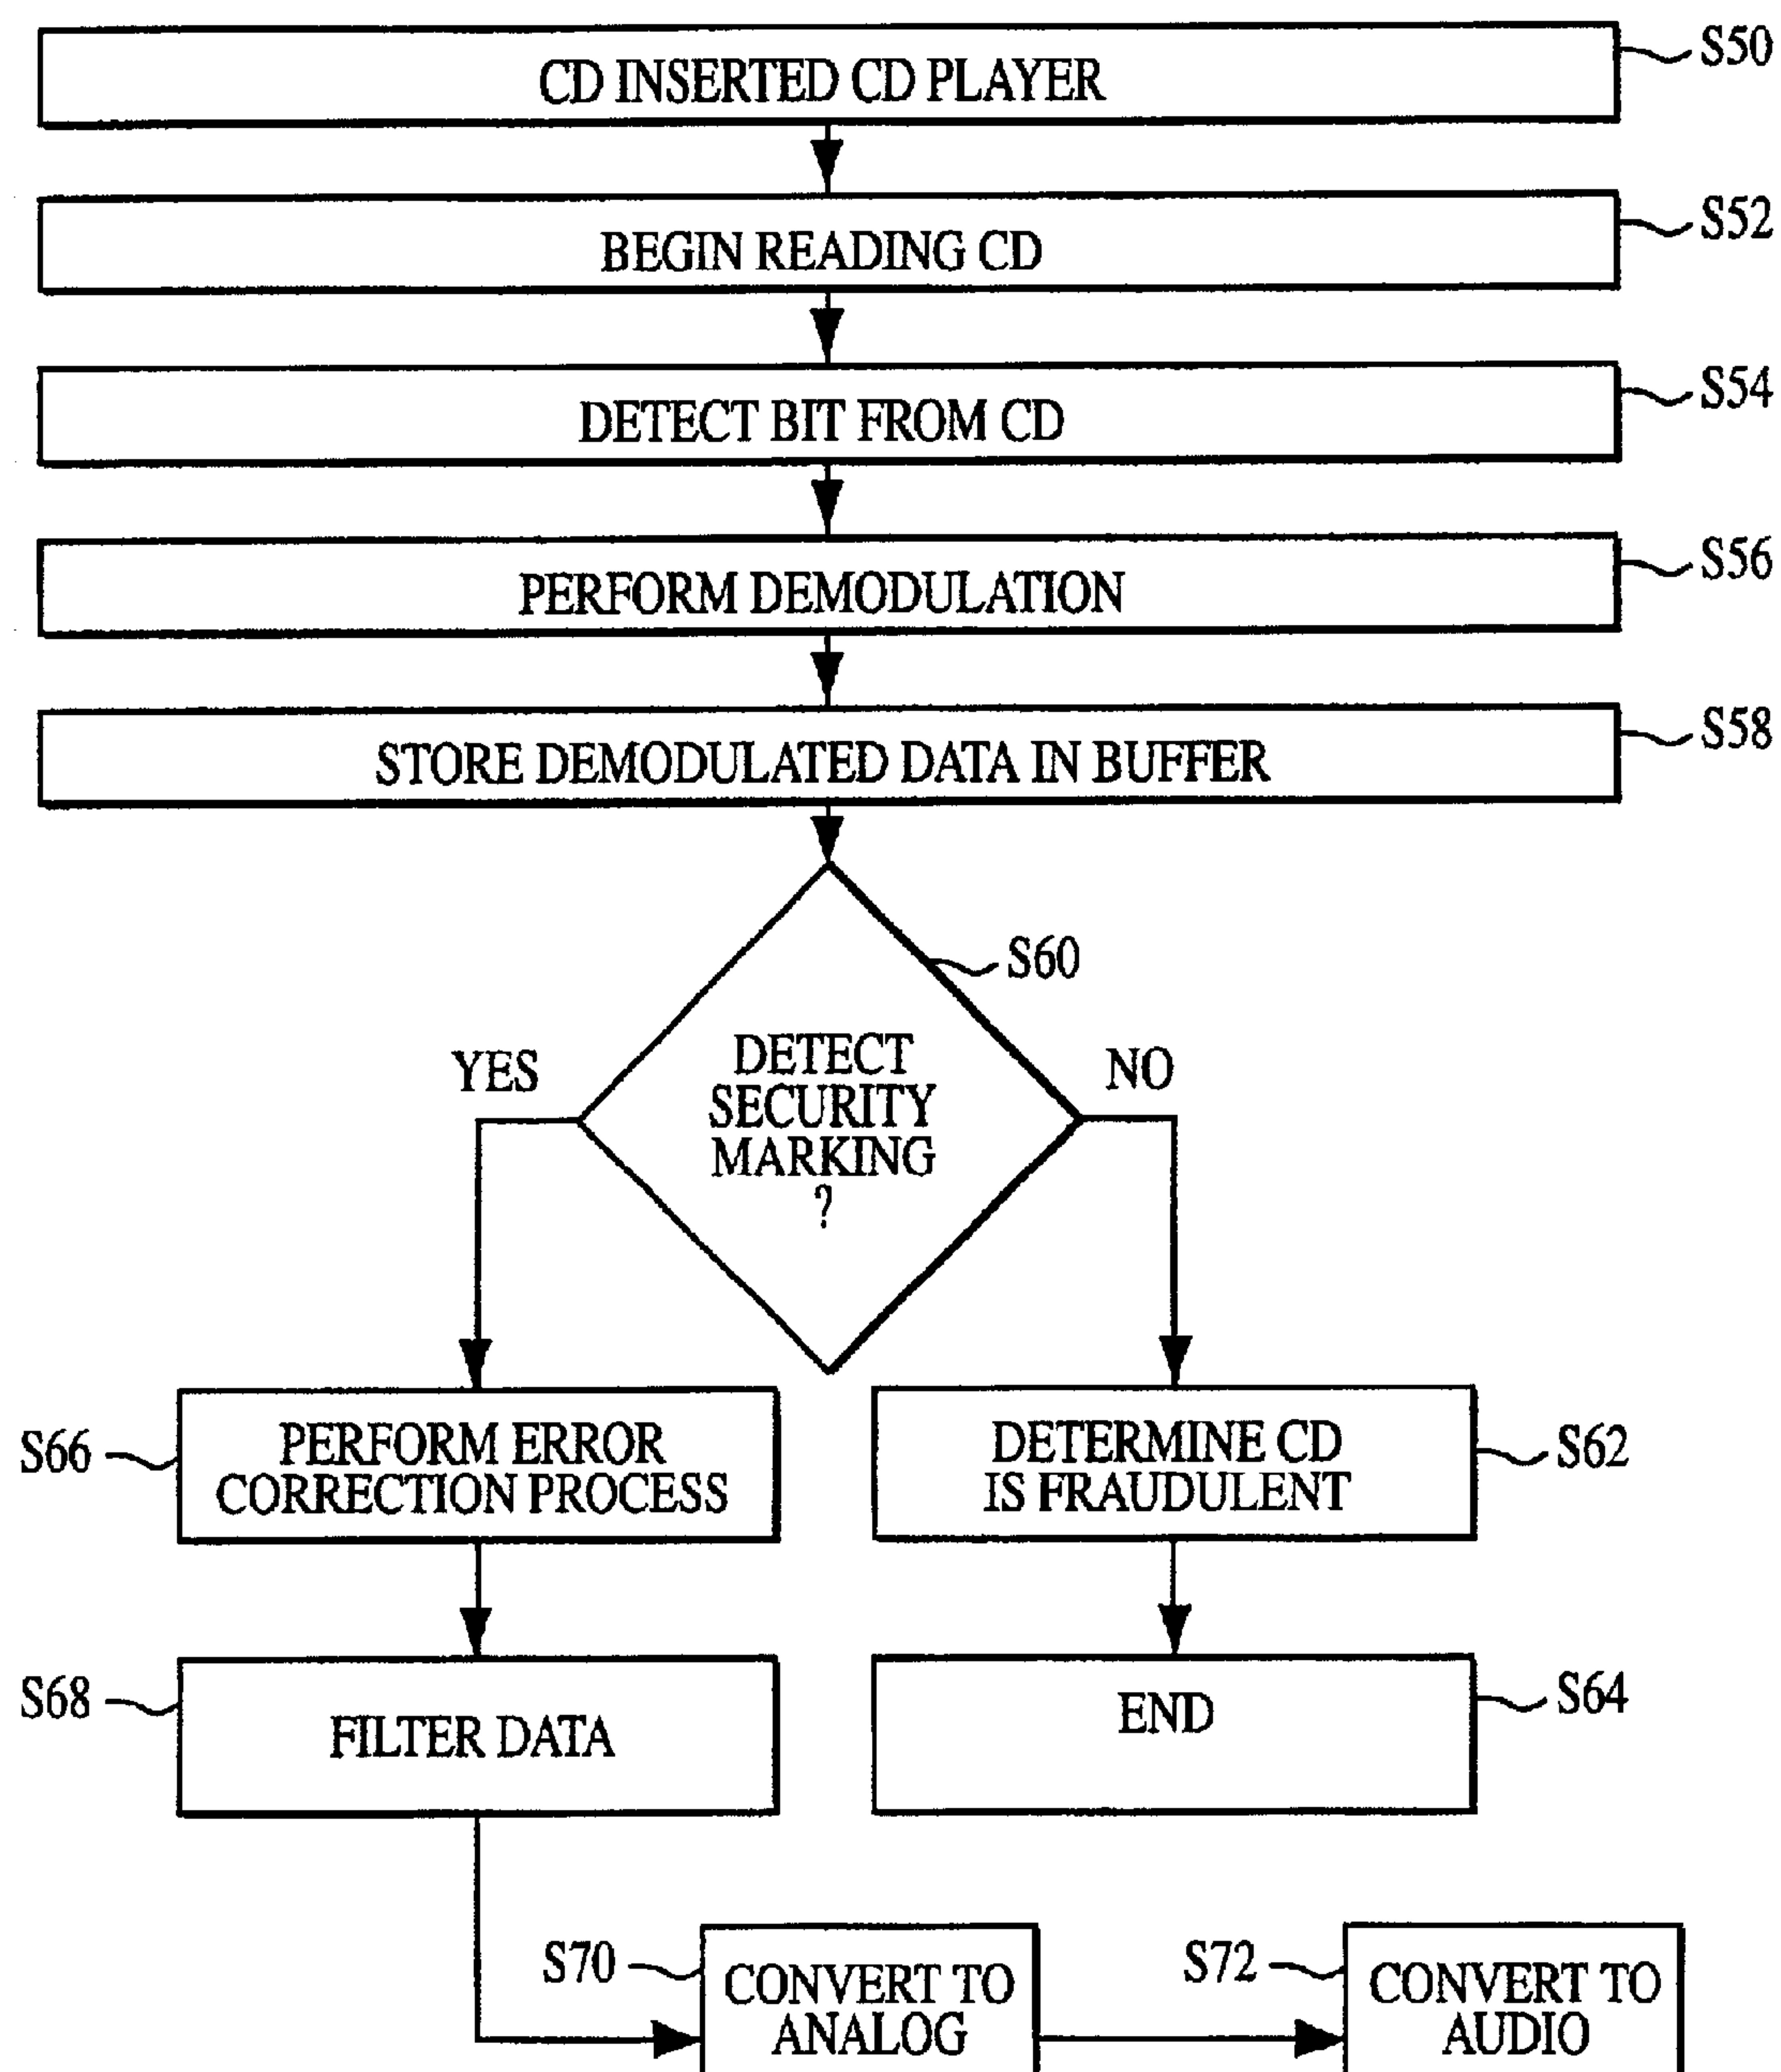 CD INSERTED CD PLAYER
S50
BEGIN READING CD
S52
DETECT BIT FROM CD
S54
PERFORM DEMODULATION
S56
STORE DEMODULATED DATA IN BUFFER
S58
S60
YES
DETECT
SECURITY
MARKING
?
NO
S66
PERFORM ERROR
CORRECTION PROCESS
DETERMINE CD
IS FRAUDULENT
S62
S68
FILTER DATA
END
S64
S70
CONVERT TO
ANALOG
S72
CONVERT TO
AUDIO